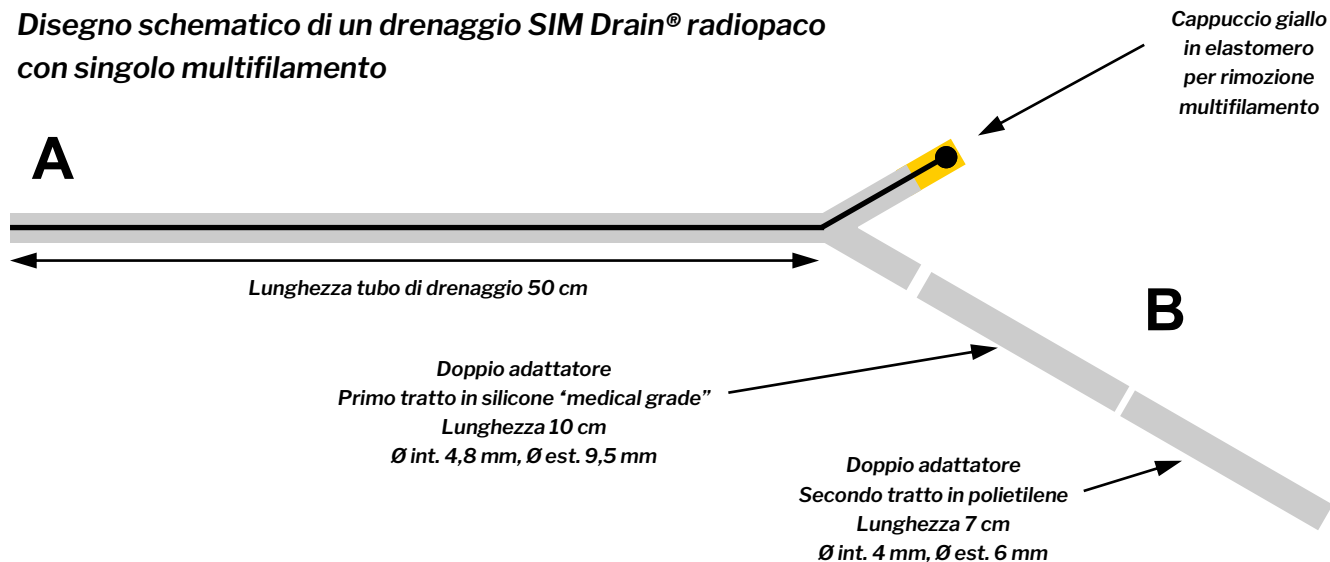 Disegno schematico di un drenaggio SIM Drain® radiopaco
con singolo multifilamento
Cappuccio giallo
in elastomero
per rimozione
multifilamento
A
Lunghezza tubo di drenaggio 50 cm
B
Doppio adattatore
Primo tratto in silicone ‘medical grade”
Lunghezza 10 cm
Ø int. 4,8 mm, Ø est. 9,5 mm
Doppio adattatore
Secondo tratto in polietilene
Lunghezza 7 cm
Ø int. 4 mm, Ø est. 6 mm